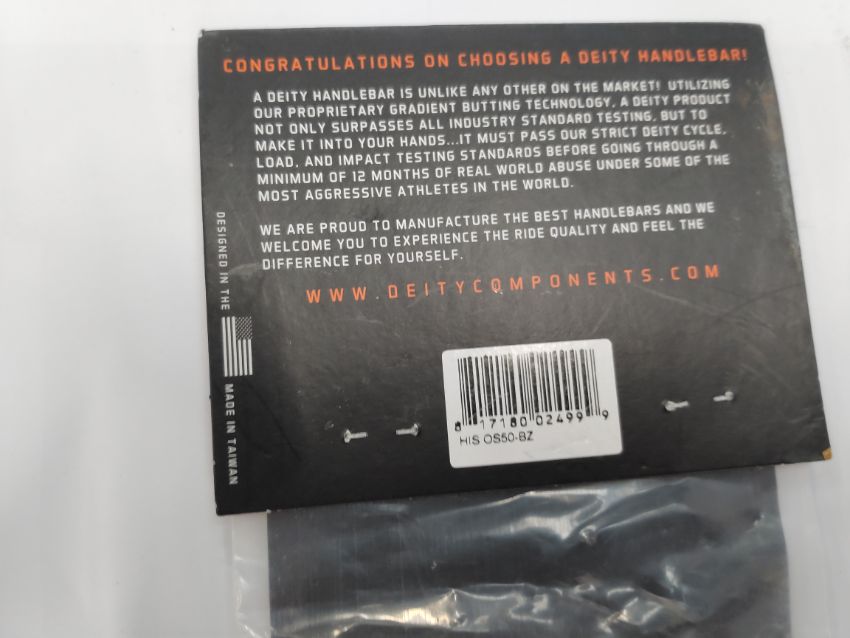 CONGRATULATIONS ON CHOOSING A DEITY HANDLEBAR!
A DEITY HANDLEBAR IS UNLIKE ANY OTHER ON THE MARKET! UTILIZING
OUR PROPRIETARY GRADIENT BUTTING TECHNOLOGY, A DEITY PRODUCT
NOT ONLY SURPASSES ALL INDUSTRY STANDARD TESTING, BUT TO
MAKE IT INTO YOUR HANDS...IT MUST PASS OUR STRICT DEITY CYCLE,
LOAD, AND IMPACT TESTING STANDARDS BEFORE GOING THROUGH A
MINIMUM OF 12 MONTHS OF REAL WORLD ABUSE UNDER SOME OF THE
MOST AGGRESSIVE ATHLETES IN THE WORLD.
WE ARE PROUD TO MANUFACTURE THE BEST HANDLEBARS AND WE
WELCOME YOU TO EXPERIENCE THE RIDE QUALITY AND FEEL THE
DIFFERENCE FOR YOURSELF.
WWW.DEITYCOMPONENTS.COM
DESIGNED IN THE
MADE IN TAIWAN
8 17180 02499 9
HIS OS50-BZ